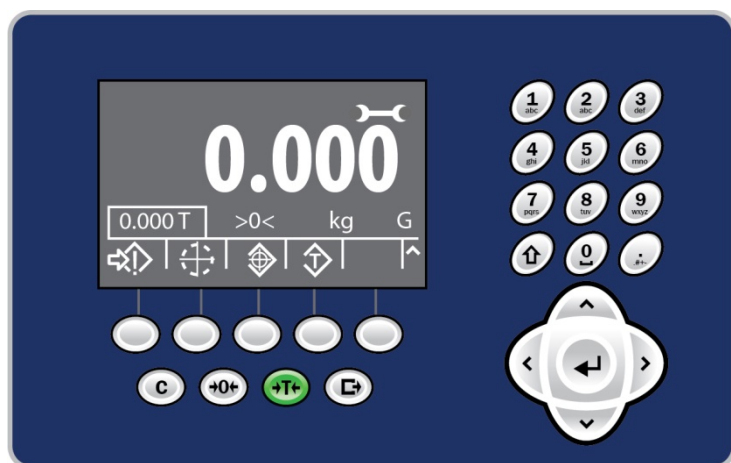 0.000
0.000 T >0< kg G
T
C →0← →T←
1 2 3
abc abc def
4 5 6
ghi jkl mno
7 8 9
pqrs tuv wxyz
0 .
.#+-